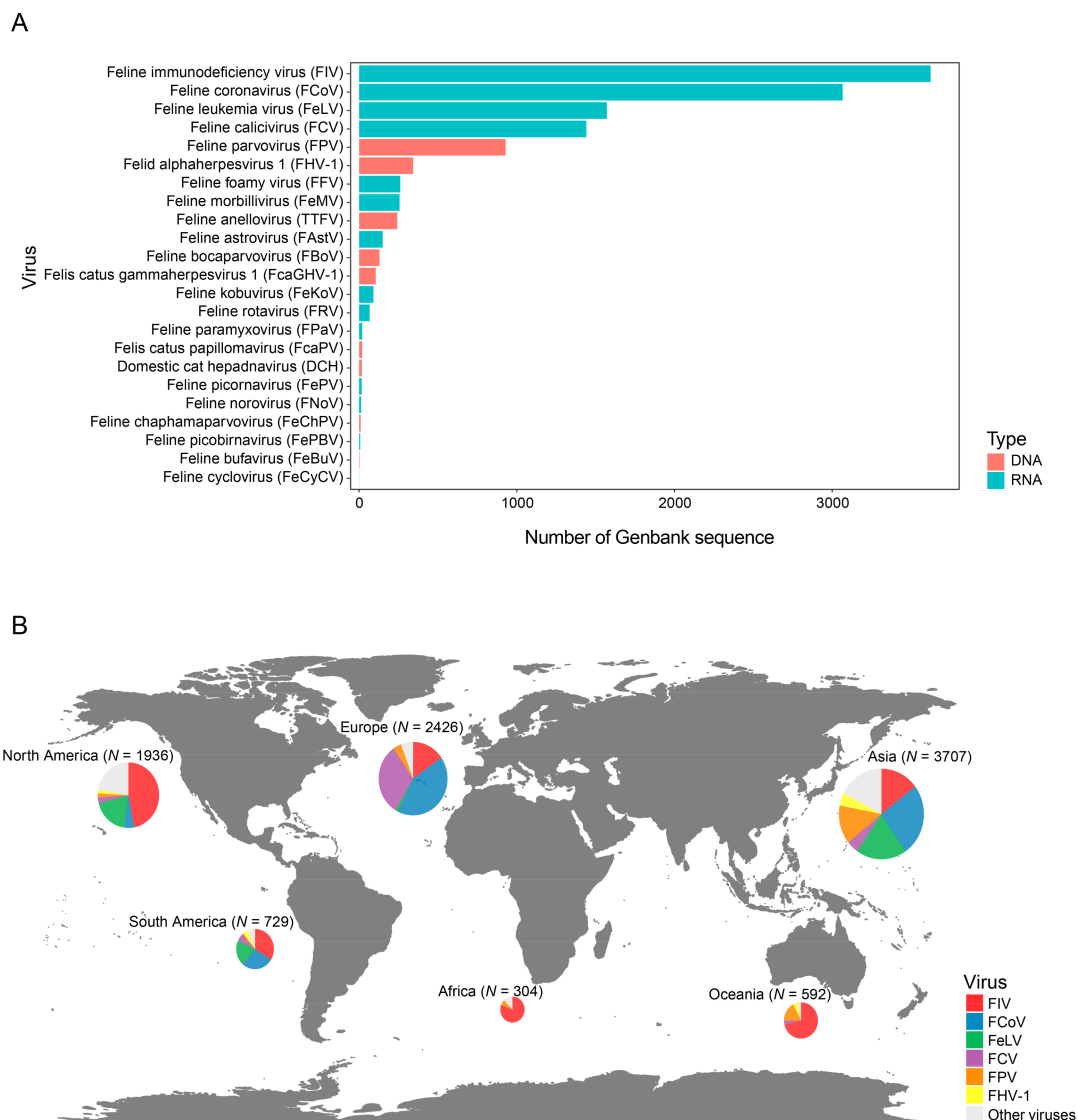 A
Feline immunodeficiency virus (FIV)
Feline coronavirus (FCoV)
Feline leukemia virus (FeLV)
Feline calicivirus (FCV)
Feline parvovirus (FPV)
Felid alphaherpesvirus 1 (FHV-1)
Feline foamy virus (FFV)
Feline morbillivirus (FeMV)
Feline anellovirus (TTFV)
Feline astrovirus (FAstV)
Feline bocaparvovirus (FBoV)
Felis catus gammaherpesvirus 1 (FcaGHV-1)
Feline kobuvirus (FeKoV)
Feline rotavirus (FRV)
Feline paramyxovirus (FPaV)
Felis catus papillomavirus (FcaPV)
Domestic cat hepadnavirus (DCH)
Feline picornavirus (FePV)
Feline norovirus (FNoV)
Feline chaphamaparvovirus (FeChPV)
Feline picobirnavirus (FePBV)
Feline bufavirus (FeBuV)
Feline cyclovirus (FeCyCV)
Virus
0 1000 2000 3000
Number of Genbank sequence
Type
DNA
RNA
B
Europe (N = 2426)
North America (N = 1936)
Asia (N = 3707)
South America (N = 729)
Africa (N = 304)
Oceania (N = 592)
Virus
FIV
FCoV
FeLV
FCV
FPV
FHV-1
Other viruses